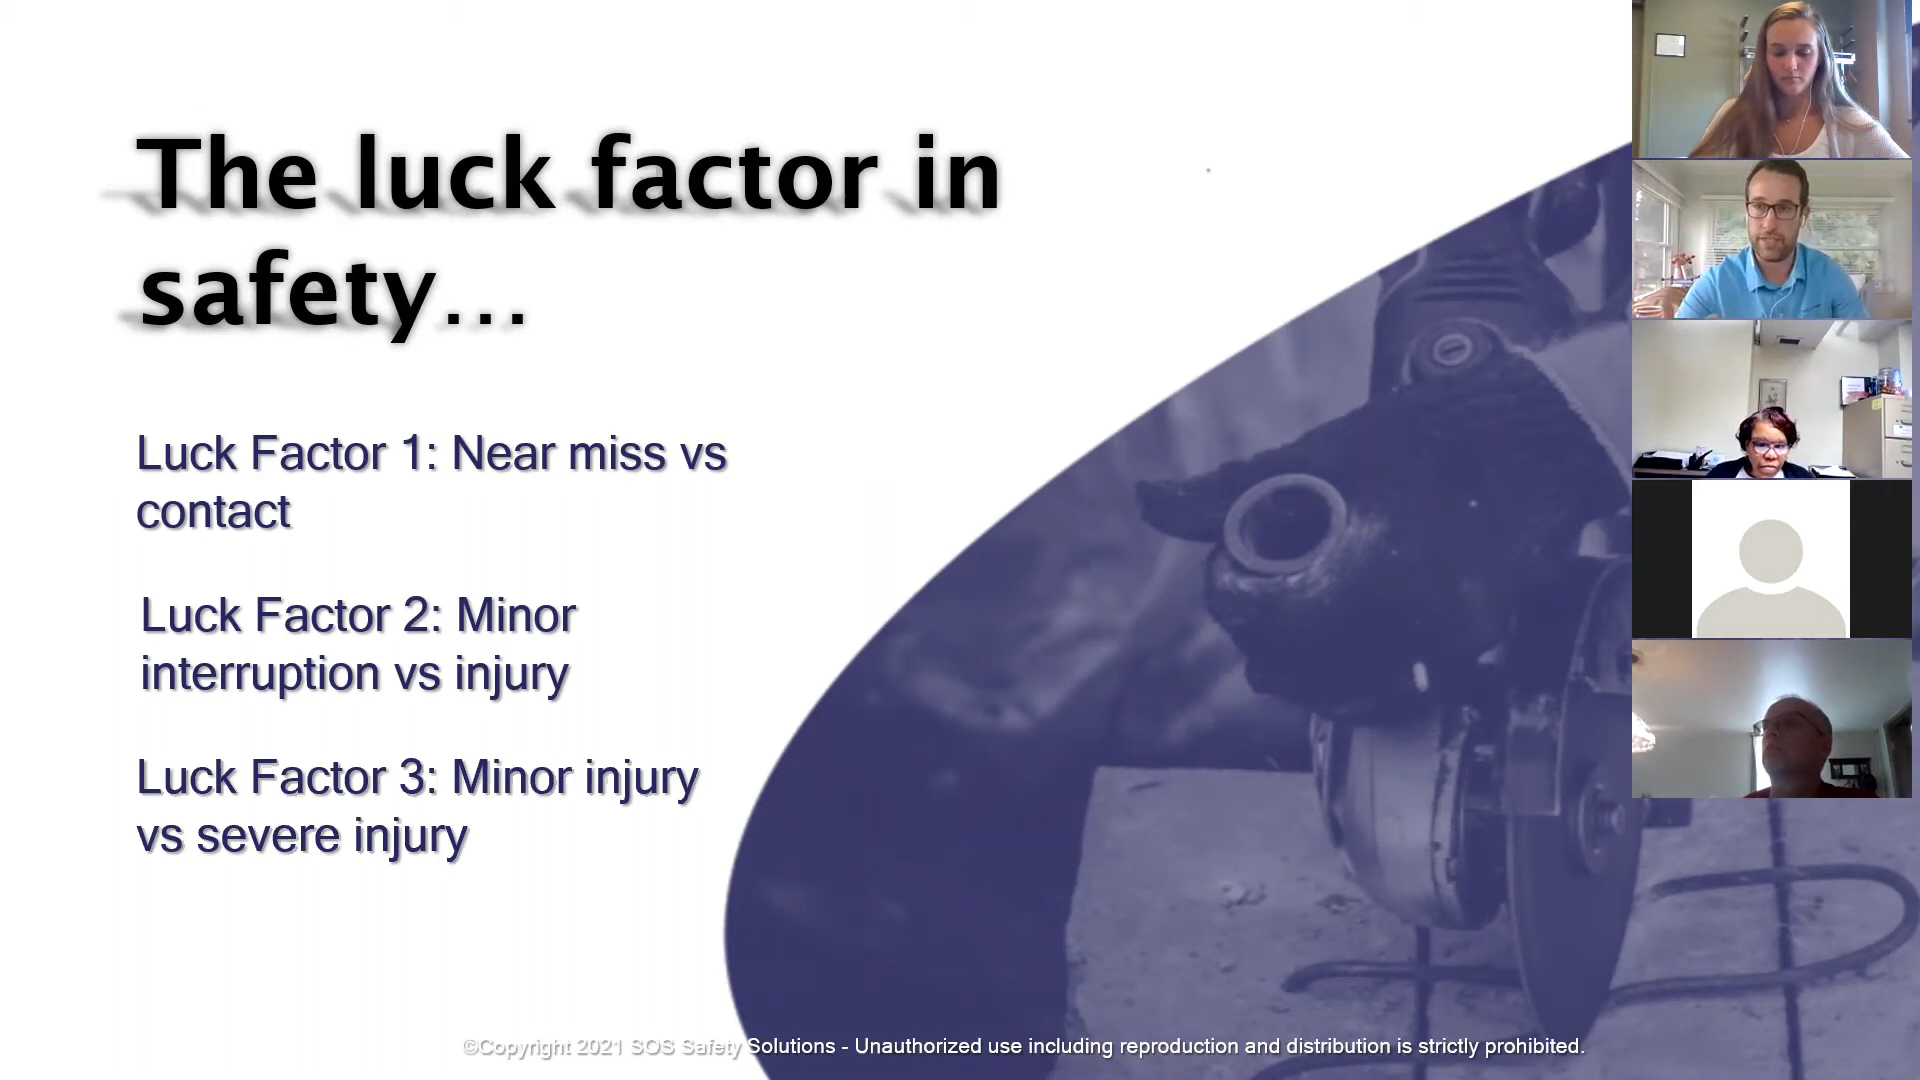 The luck factor in
safety...
Luck Factor 1: Near miss vs
contact
Luck Factor 2: Minor
interruption vs injury
Luck Factor 3: Minor injury
vs severe injury
©Copyright 2021 SOS Safety Solutions - Unauthorized use including reproduction and distribution is strictly prohibited.